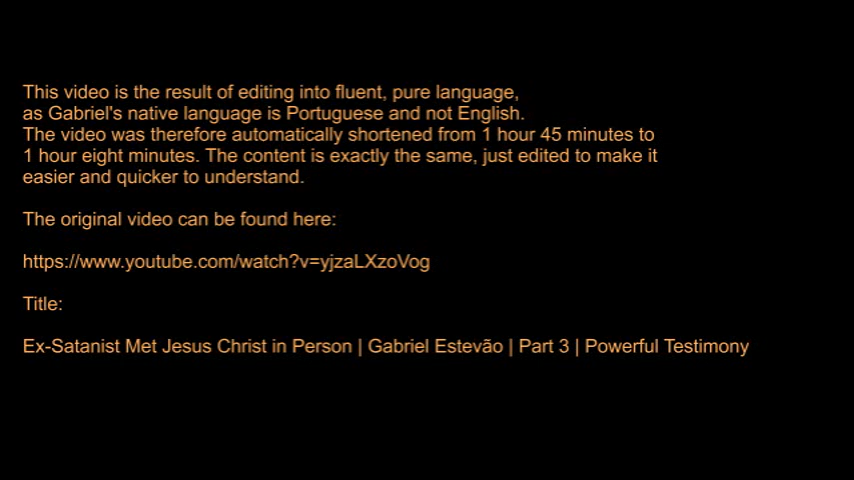 This video is the result of editing into fluent, pure language,
as Gabriel's native language is Portuguese and not English.
The video was therefore automatically shortened from 1 hour 45 minutes to
1 hour eight minutes. The content is exactly the same, just edited to make it
easier and quicker to understand.
The original video can be found here:
https://www.youtube.com/watch?v=yjzaLXzoVog
Title:
Ex-Satanist Met Jesus Christ in Person | Gabriel Estevão | Part 3 | Powerful Testimony